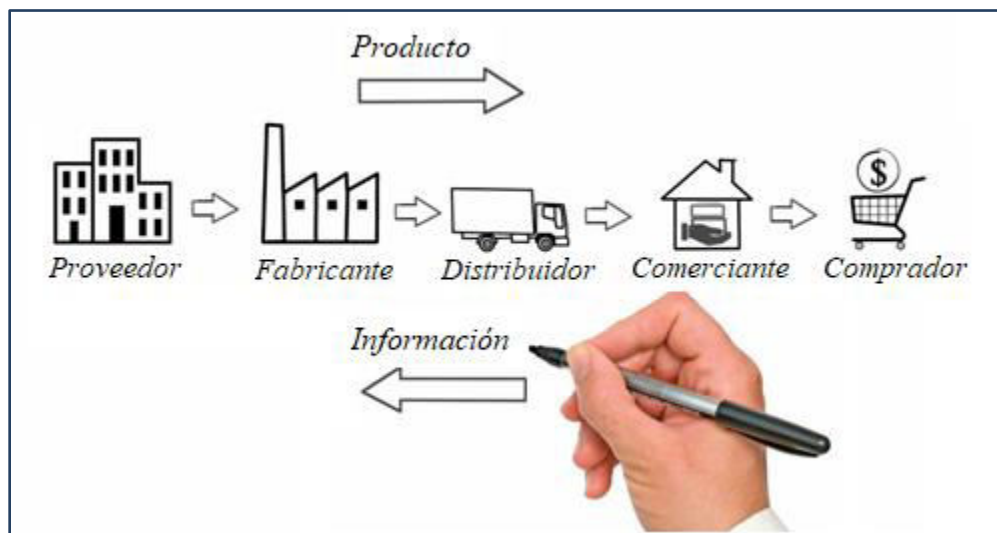 Producto
$
Proveedor
Fabricante
Distribuidor
Comerciante
Comprador
Información